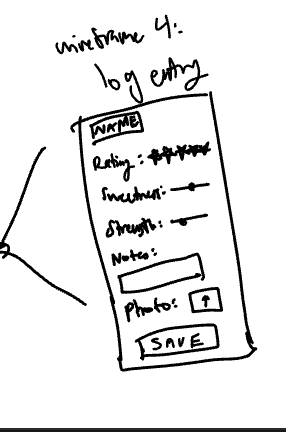 wireframe 4:
log entry
NAME
Rating: *****
Sweetness:
Strength:
Notes:
Photo: ↑
SAVE